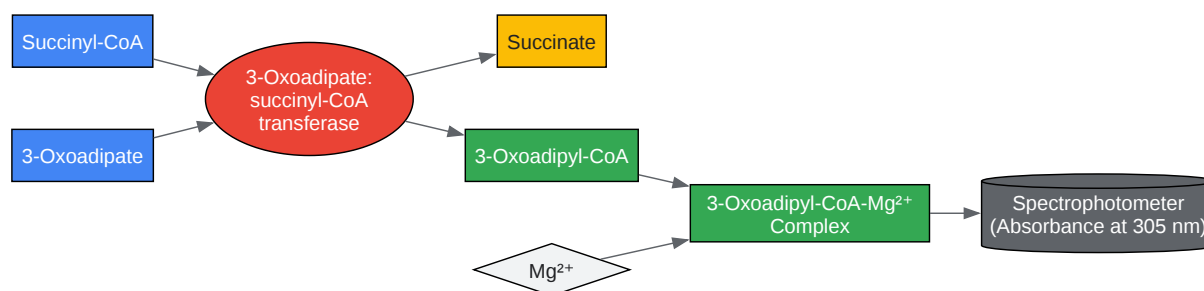 Succinyl-CoA
3-Oxoadipate
3-Oxoadipate:
succinyl-CoA
transferase
Succinate
3-Oxoadipyl-CoA
Mg²⁺
3-Oxoadipyl-CoA-Mg²⁺
Complex
Spectrophotometer
(Absorbance at 305 nm)